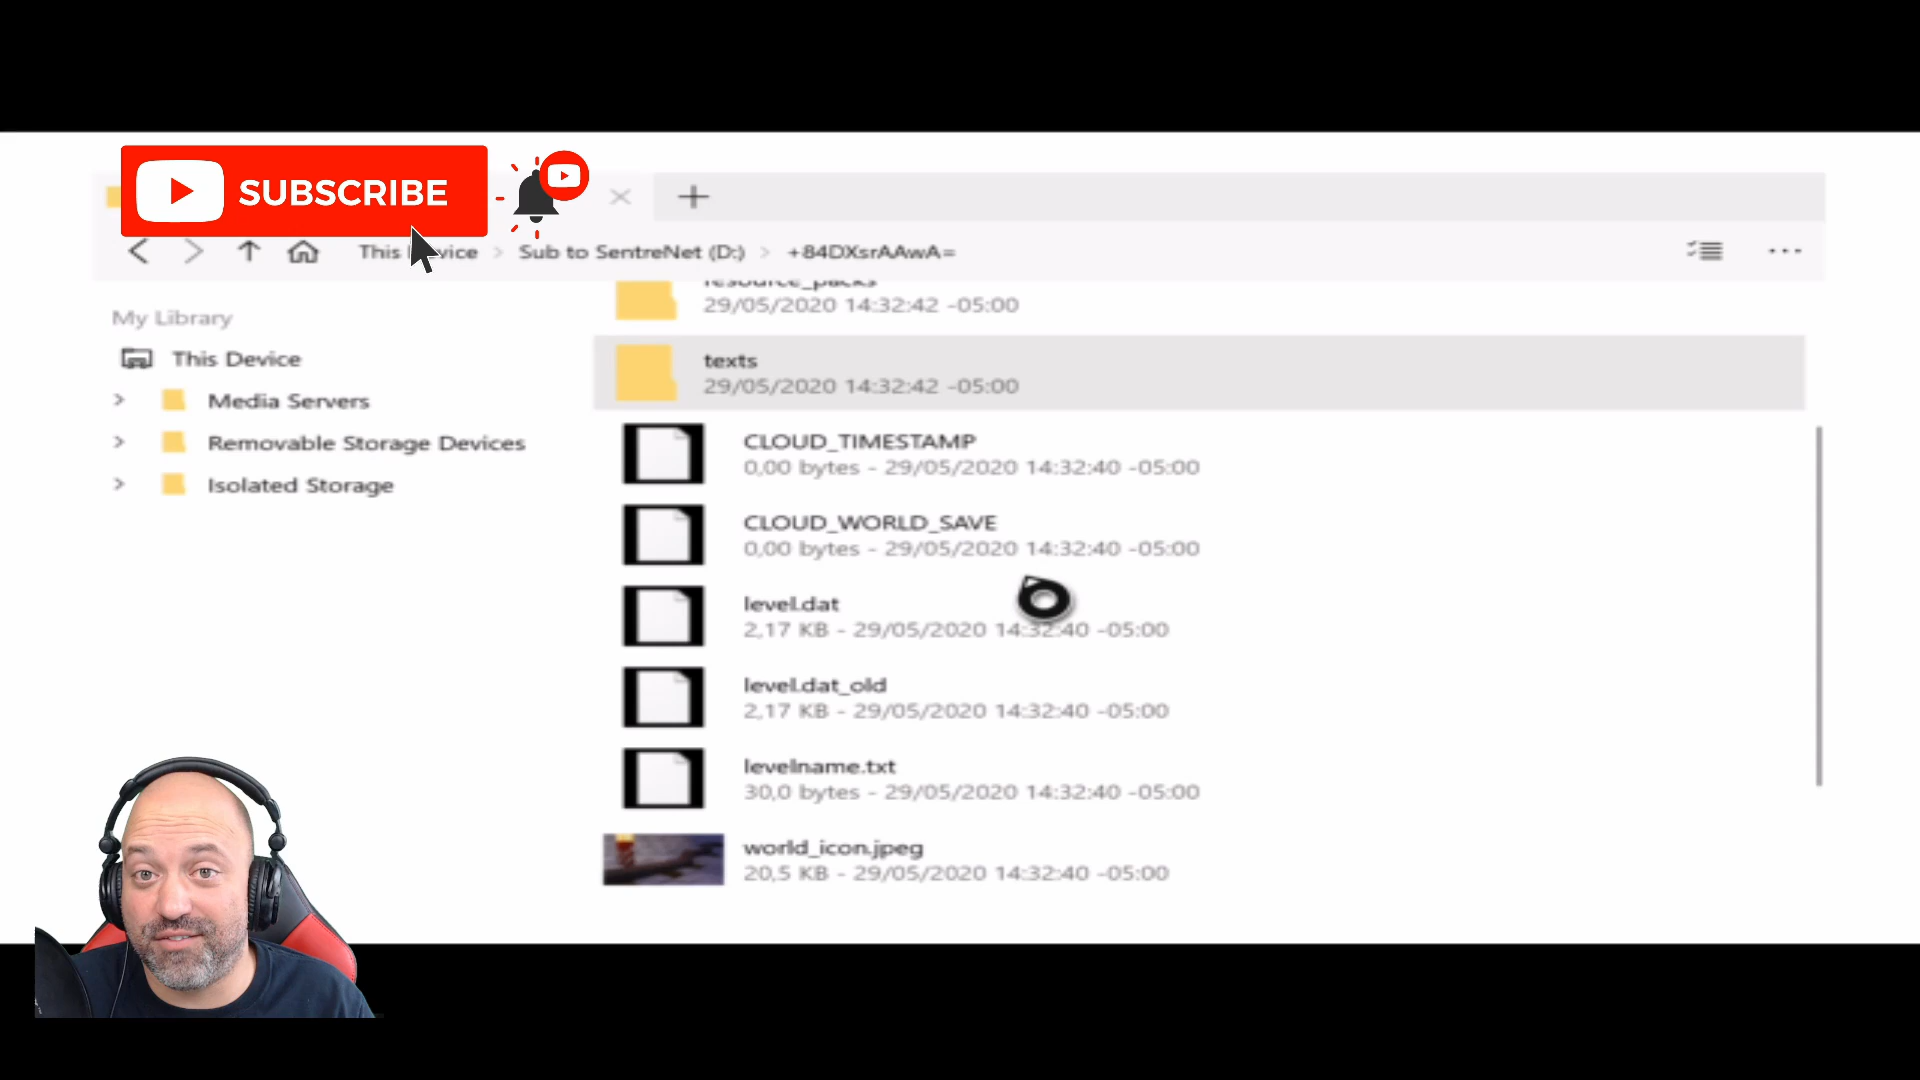 SUBSCRIBE
Sub to SentreNet (D:)
+84DXsrAAwA=
My Library
This Device
Media Servers
Removable Storage Devices
Isolated Storage
resource_packs
29/05/2020 14:32:42 -05:00
texts
29/05/2020 14:32:42 -05:00
CLOUD_TIMESTAMP
0,00 bytes - 29/05/2020 14:32:40 -05:00
CLOUD_WORLD_SAVE
0,00 bytes - 29/05/2020 14:32:40 -05:00
level.dat
2,17 KB - 29/05/2020 14:32:40 -05:00
level.dat_old
2,17 KB - 29/05/2020 14:32:40 -05:00
levelname.txt
30,0 bytes - 29/05/2020 14:32:40 -05:00
world_icon.jpeg
20,5 KB - 29/05/2020 14:32:40 -05:00